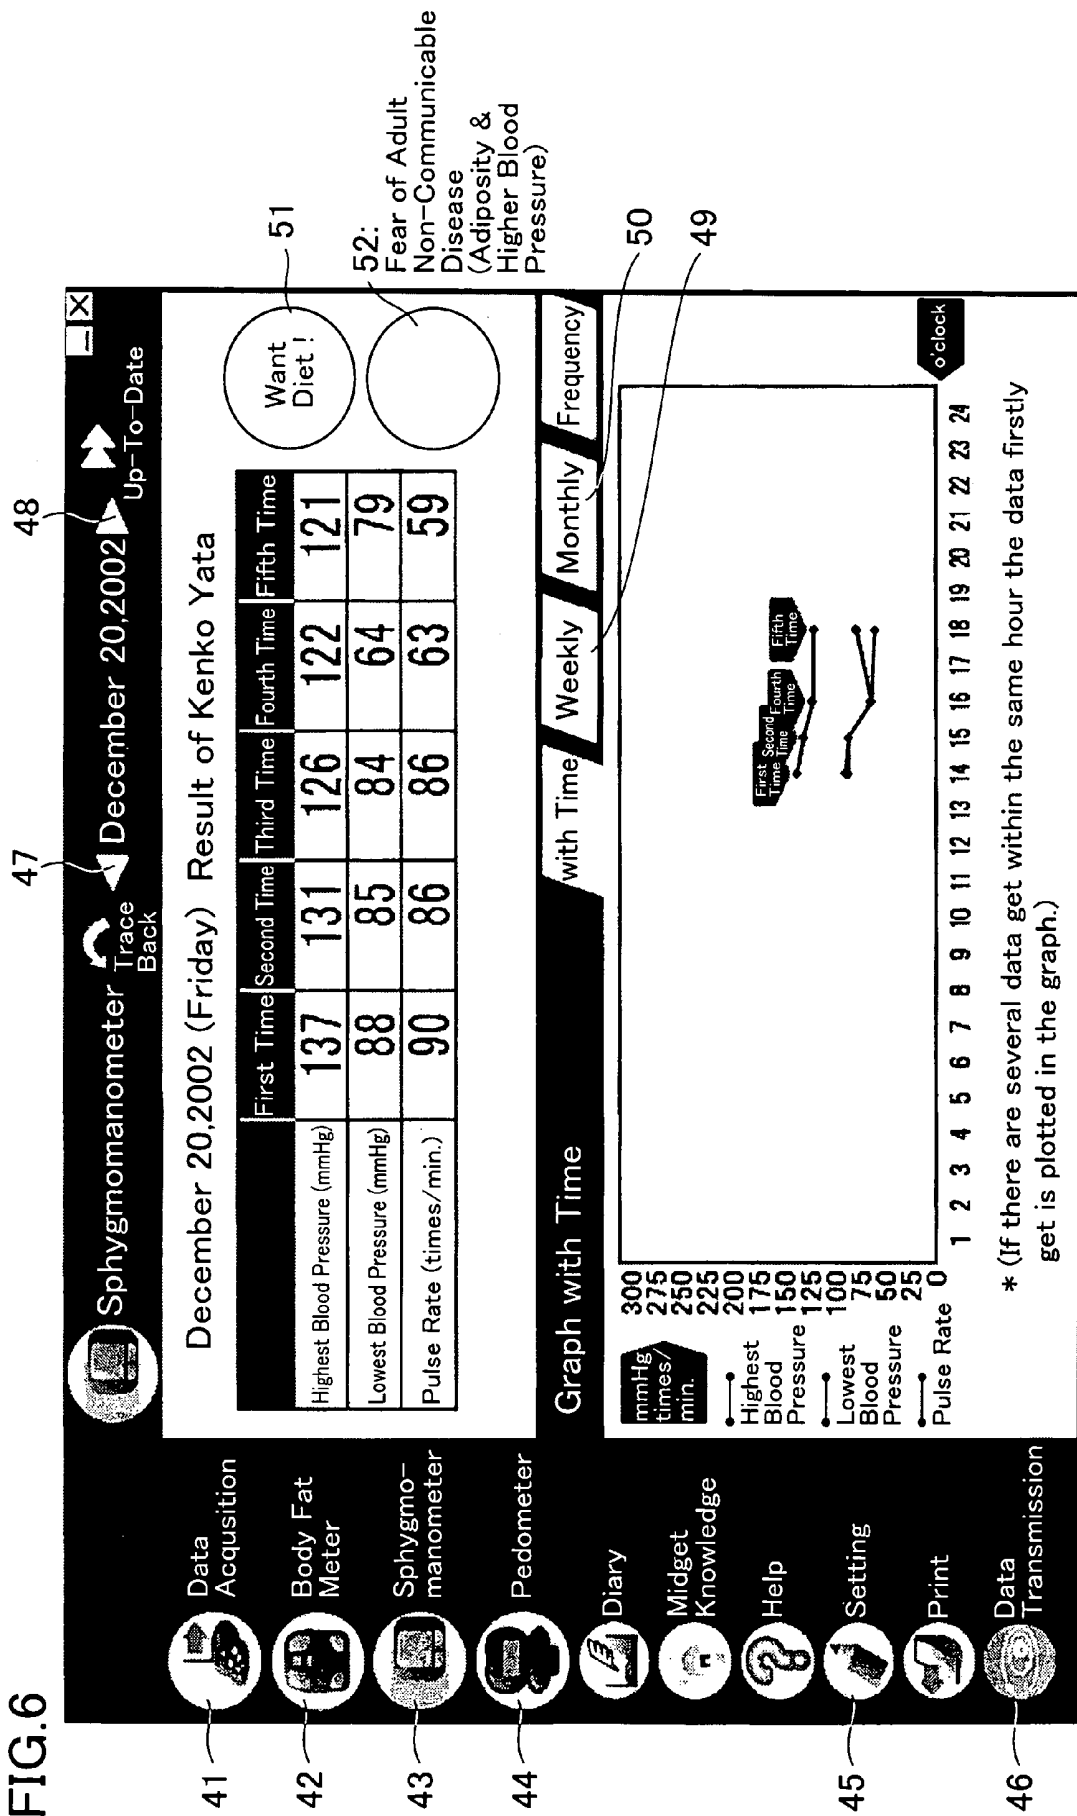 FIG.6
47
48
Sphygmanometer
Trace
Back
December 20,2002
Up-To-Date
December 20,2002 (Friday) Result of Kenko Yata
First Time Second Time Third Time Fourth Time Fifth Time
Highest Blood Pressure (mmHg) 137 131 126 122 121
Lowest Blood Pressure (mmHg) 88 85 84 64 79
Pulse Rate (times/min.) 90 86 86 63 59
Want
Diet !
51
52:
Fear of Adult
Non-Communicable
Disease
(Adiposity &
Higher Blood
Pressure)
50
49
41
Data
Acqusition
42
Body Fat
Meter
43
Sphygmo-
manometer
44
Pedometer
Diary
Midget
Knowledge
Help
45
Setting
Print
46
Data
Transmission
Graph with Time
with Time Weekly Monthly Frequency
mmHg
times/
min.
Highest
Blood
Pressure
Lowest
Blood
Pressure
Pulse Rate
300
275
250
225
200
175
150
125
100
75
50
25
0
First
Time
Second
Time
Fourth
Time
Fifth
Time
1 2 3 4 5 6 7 8 9 10 11 12 13 14 15 16 17 18 19 20 21 22 23 24
o'clock
* (If there are several data get within the same hour the data firstly
get is plotted in the graph.)